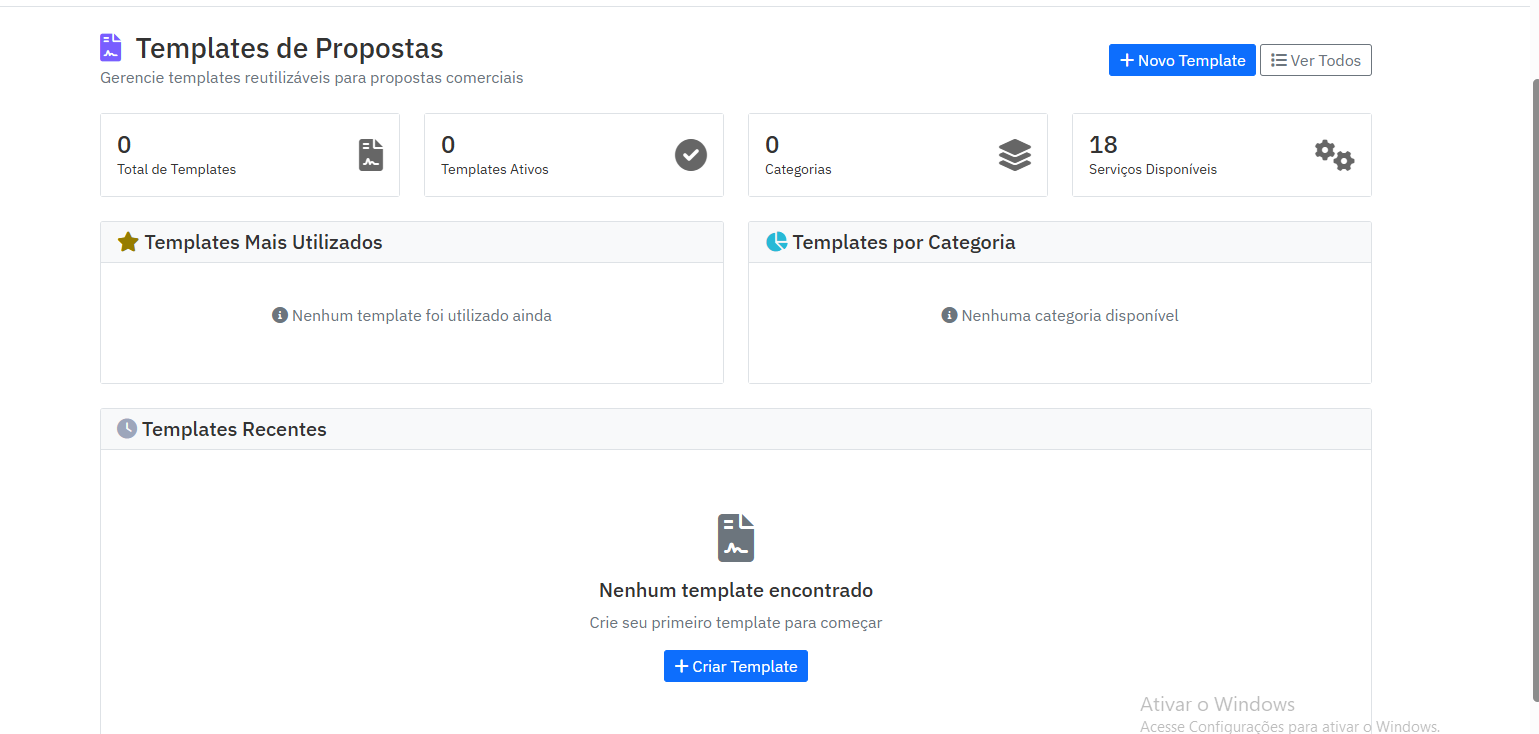 Templates de Propostas
Gerencie templates reutilizáveis para propostas comerciais
Novo Template
Ver Todos
0
Total de Templates
0
Templates Ativos
0
Categorias
18
Serviços Disponíveis
Templates Mais Utilizados
Nenhum template foi utilizado ainda
Templates por Categoria
Nenhuma categoria disponível
Templates Recentes
Nenhum template encontrado
Crie seu primeiro template para começar
Criar Template
Ativar o Windows
Acesse Configurações para ativar o Windows.